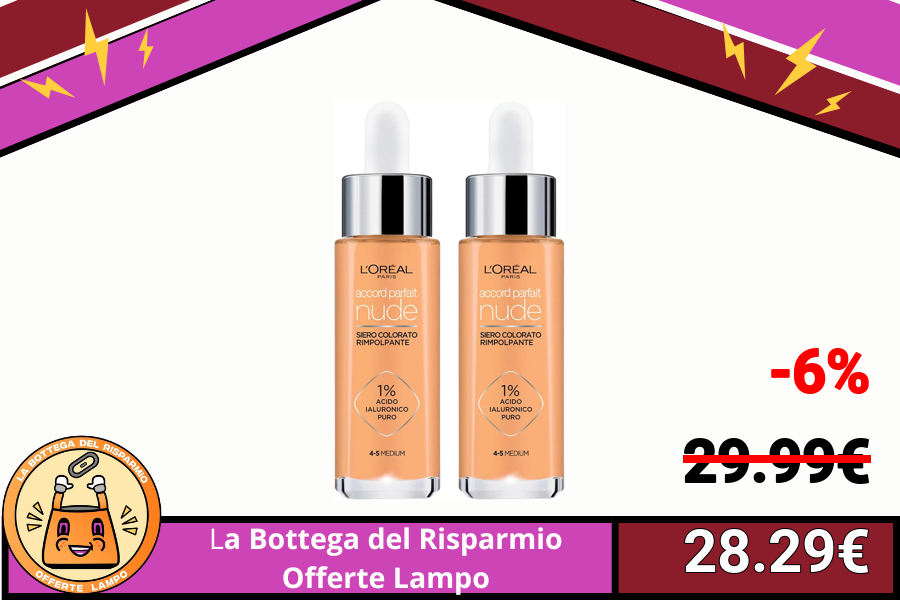 L'ORÉAL
PARIS
accord parfait
nude
SIERO COLORATO
RIMPOLPANTE
1%
ACIDO
IALURONICO
PURO
4-5 MEDIUM
L'ORÉAL
PARIS
accord parfait
nude
SIERO COLORATO
RIMPOLPANTE
1%
ACIDO
IALURONICO
PURO
4-5 MEDIUM
-6%
29.99€
28.29€
LA BOTTEGA DEL RISPARMIO
OFFERTE LAMPO
La Bottega del Risparmio
Offerte Lampo